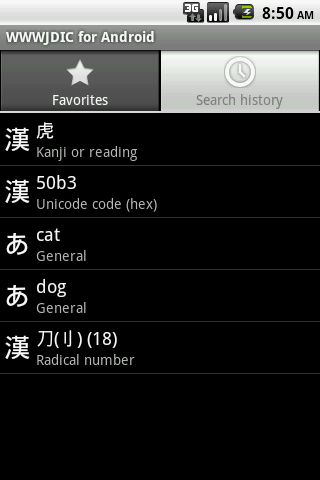 3G 8:50 AM
WWWJDIC for Android
Favorites
Search history
漢 虎
Kanji or reading
漢 50b3
Unicode code (hex)
あ cat
General
あ dog
General
漢 刀(刂) (18)
Radical number